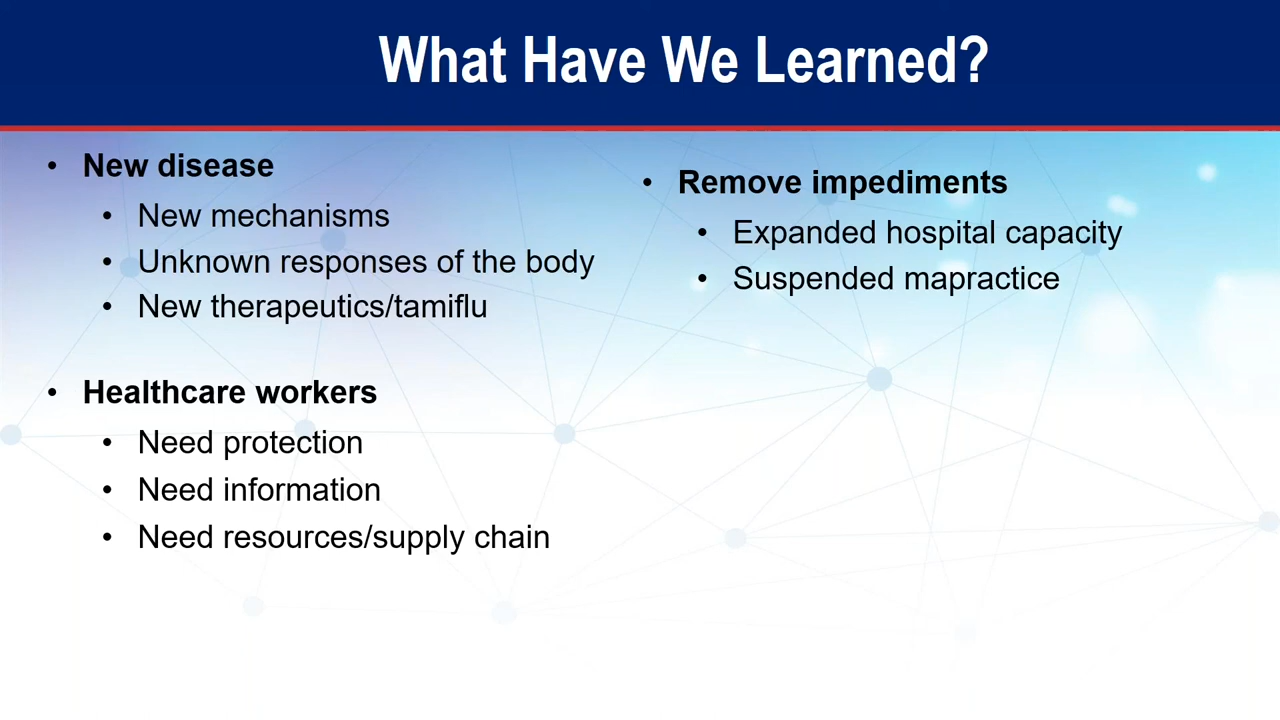 What Have We Learned?
• New disease
• New mechanisms
• Unknown responses of the body
• New therapeutics/tamiflu
• Healthcare workers
• Need protection
• Need information
• Need resources/supply chain
• Remove impediments
• Expanded hospital capacity
• Suspended mapractice